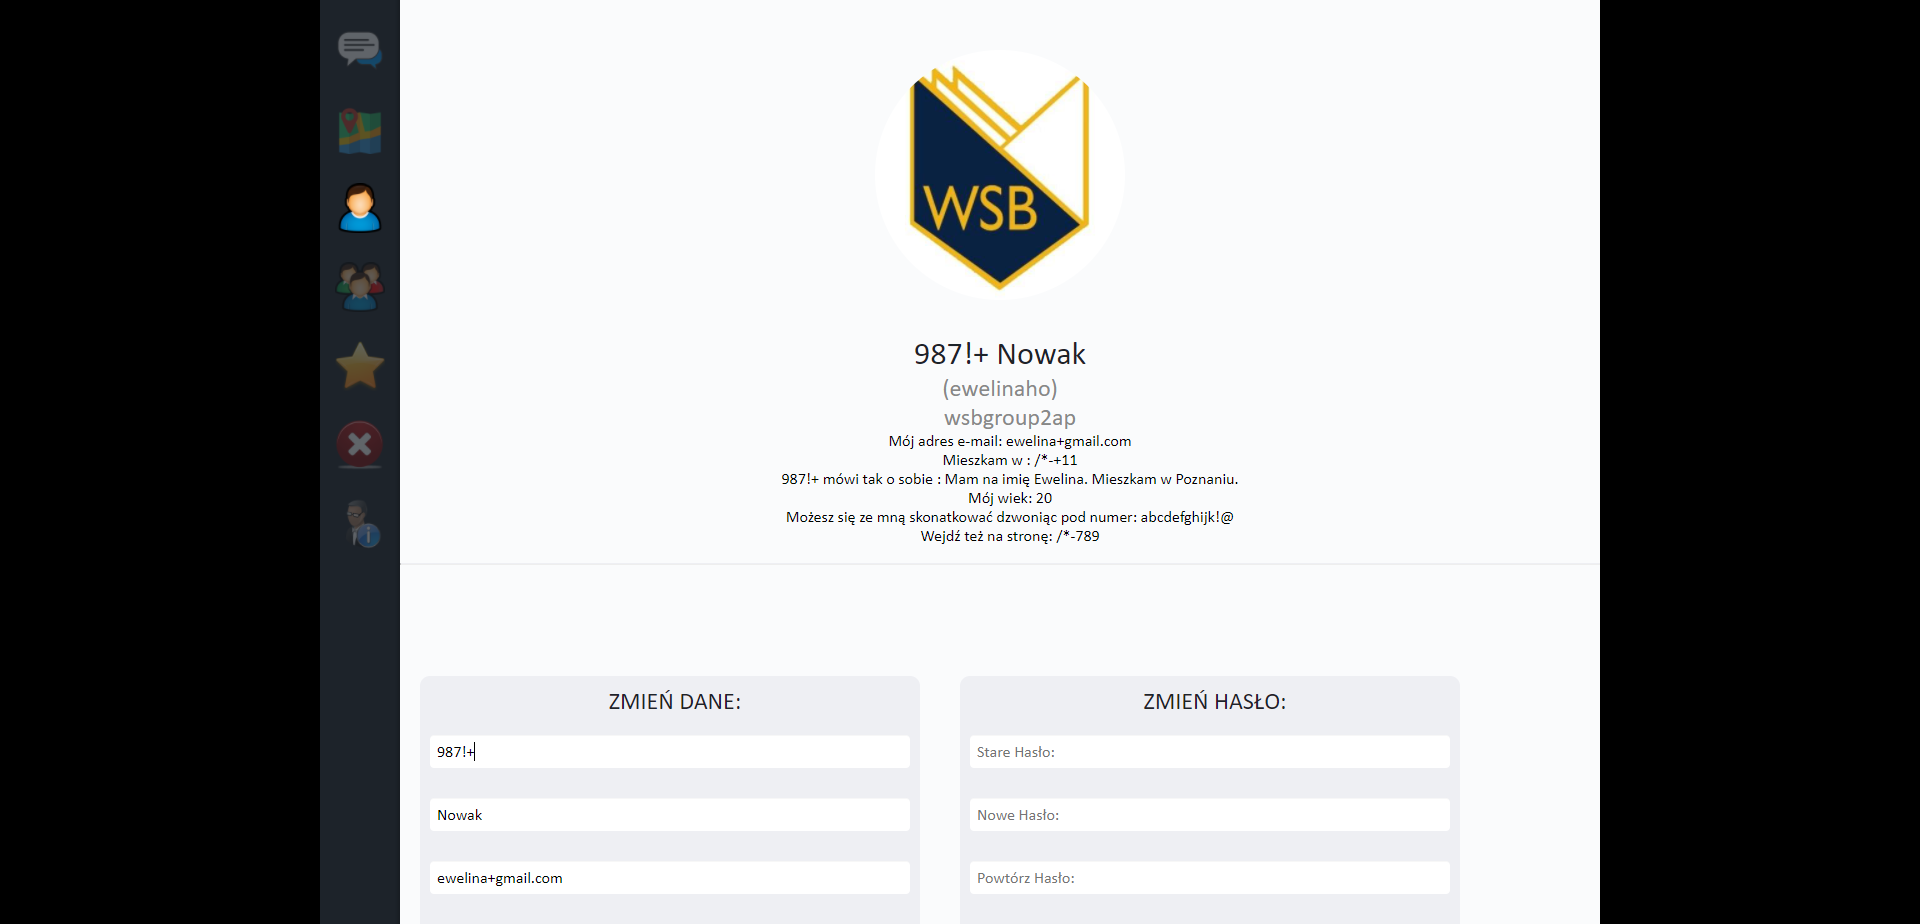 WSB
987!+ Nowak
(ewelinaho)
wsbgroup2ap
Mój adres e-mail: ewelina+gmail.com
Mieszkam w : /*-+11
987!+ mówi tak o sobie : Mam na imię Ewelina. Mieszkam w Poznaniu.
Mój wiek: 20
Możesz się ze mną skonatkować dzwoniąc pod numer: abcdefghijk!@
Wejdź też na stronę: /*-789
ZMIEŃ DANE:
987!+
Nowak
ewelina+gmail.com
ZMIEŃ HASŁO:
Stare Hasło:
Nowe Hasło:
Powtórz Hasło: